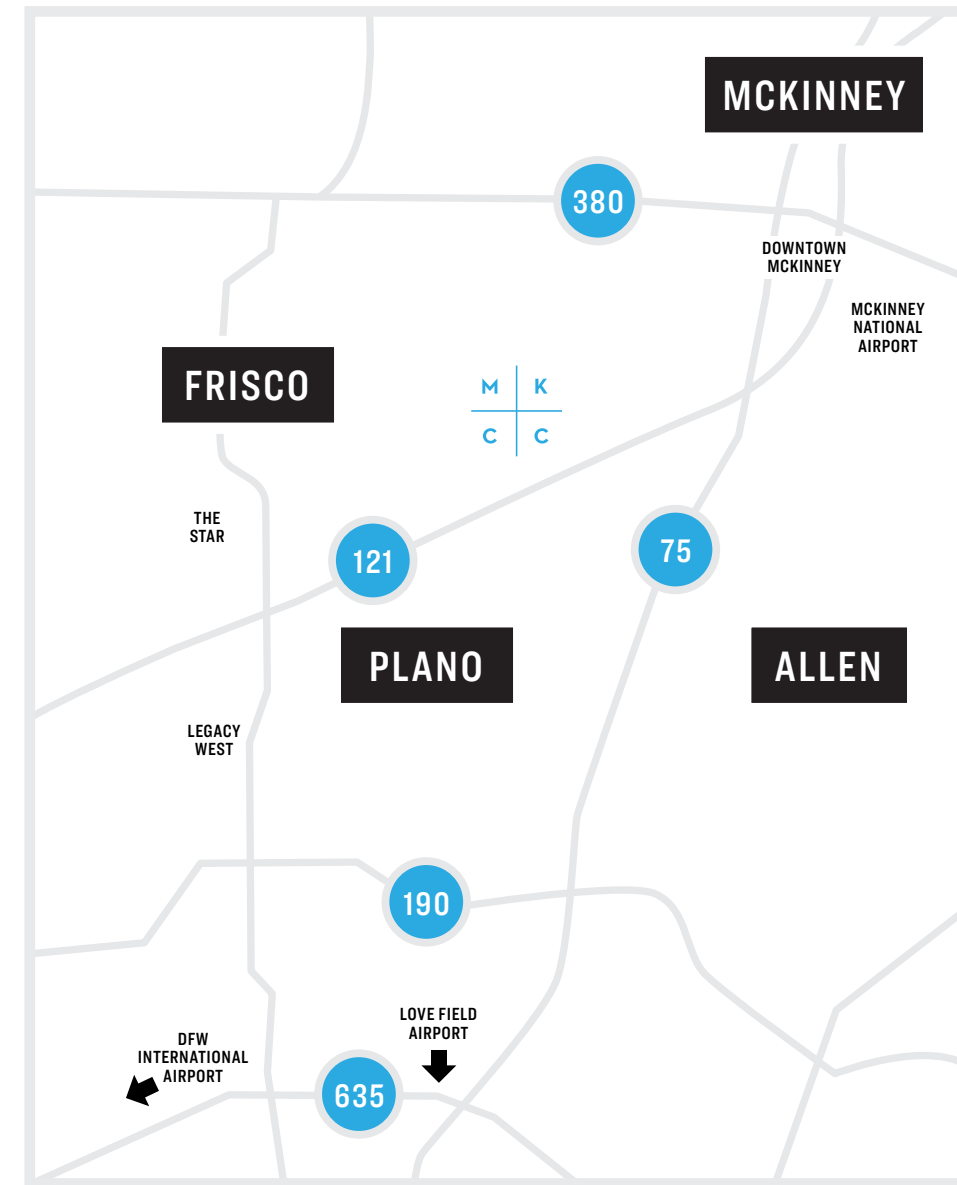 MCKINNEY
380
DOWNTOWN
MCKINNEY
MCKINNEY
NATIONAL
AIRPORT
FRISCO
M K
C C
THE
STAR
121
75
PLANO
ALLEN
LEGACY
WEST
190
LOVE FIELD
AIRPORT
DFW
INTERNATIONAL
AIRPORT
635